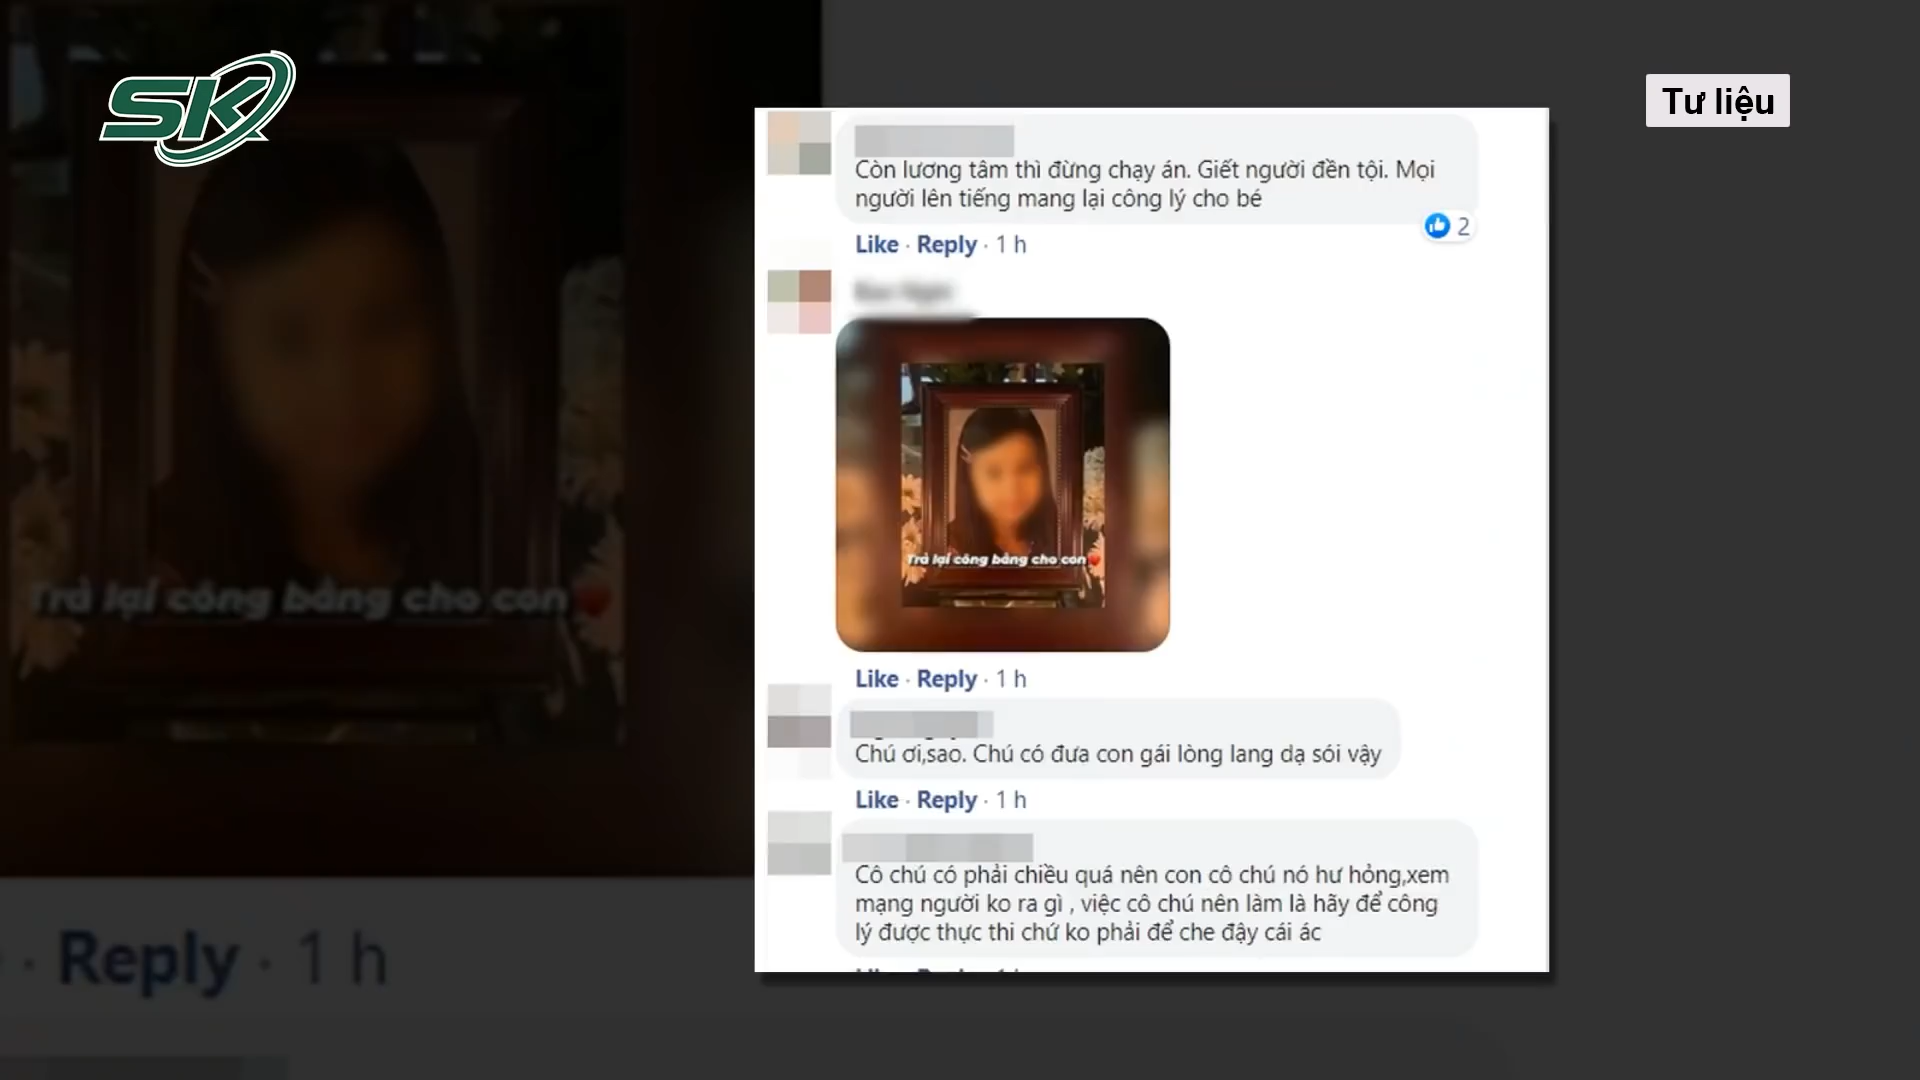 SK
Tư liệu
Còn lương tâm thì đừng chạy án. Giết người đền tội. Mọi
người lên tiếng mang lại công lý cho bé
2
Like · Reply · 1 h
Trả lại công bằng cho con
Like · Reply · 1 h
Chú ơi,sao. Chú có đưa con gái lòng lang dạ sói vậy
Like · Reply · 1 h
Cô chú có phải chiều quá nên con cô chú nó hư hỏng,xem
mạng người ko ra gì , việc cô chú nên làm là hãy để công
lý được thực thi chứ ko phải để che đậy cái ác
Trả lại công bằng cho con
· Reply · 1 h